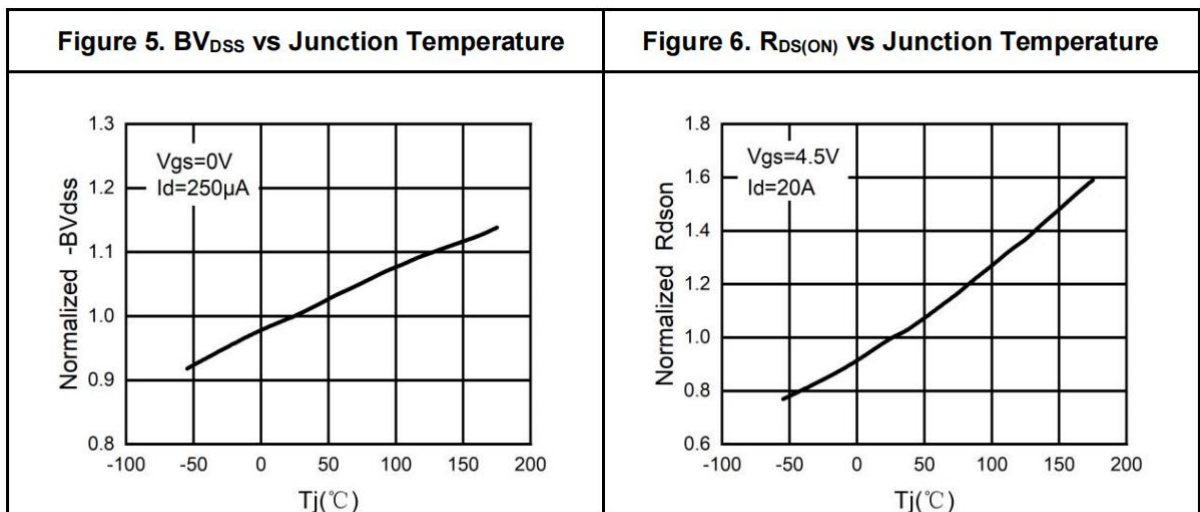 Figure 5. BVDSS vs Junction Temperature
Figure 6. RDS(ON) vs Junction Temperature
1.3
1.2
1.1
1.0
0.9
0.8
Normalized -BVdss
Vgs=0V
Id=250μA
-100 -50 0 50 100 150 200
Tj(℃)
1.8
1.6
1.4
1.2
1.0
0.8
0.6
Normalized Rdson
Vgs=4.5V
Id=20A
-100 -50 0 50 100 150 200
Tj(℃)